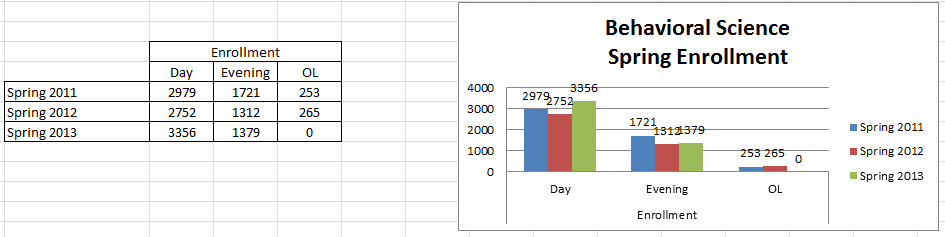 Enrollment
Day Evening OL
Spring 2011 2979 1721 253
Spring 2012 2752 1312 265
Spring 2013 3356 1379 0
Behavioral Science
Spring Enrollment
4000
3000
2000
1000
0
2979 2752 3356
1721 1312 1379
253 265 0
Day Evening OL
Enrollment
Spring 2011
Spring 2012
Spring 2013